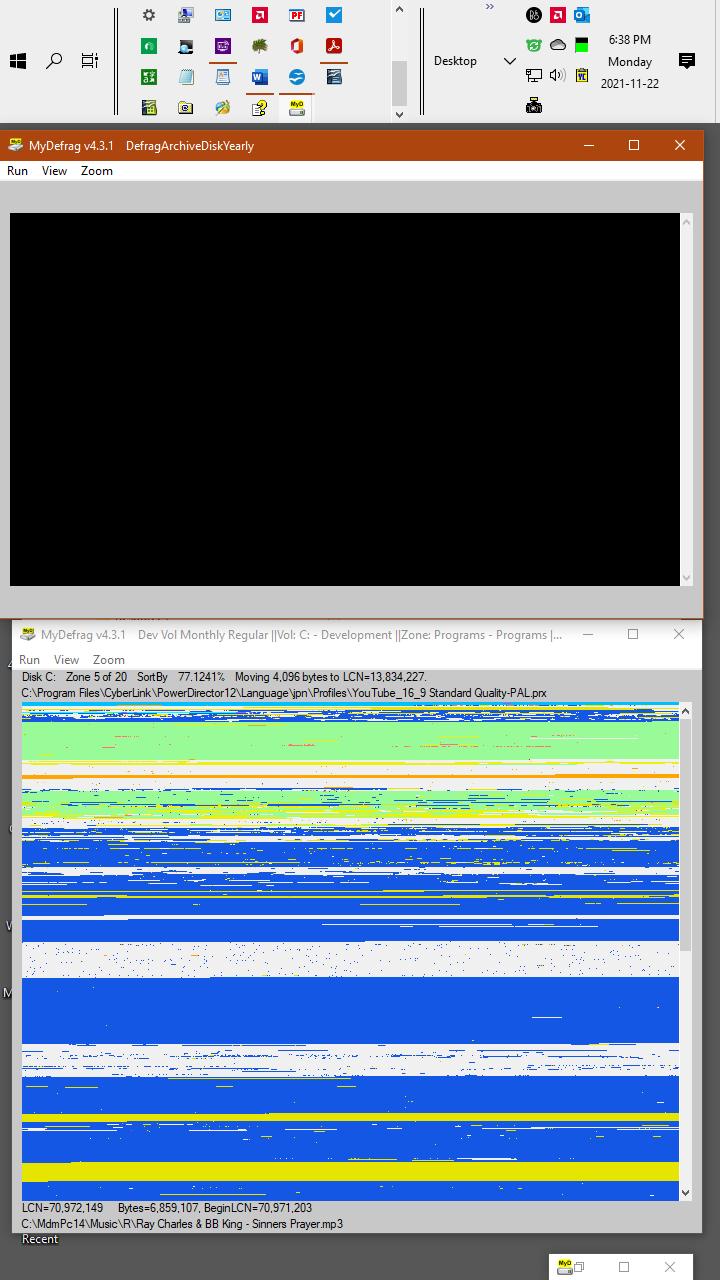 6:38 PM
Desktop
Monday
2021-11-22
MyDefrag v4.3.1 DefragArchiveDiskYearly
Run View Zoom
MyDefrag v4.3.1 Dev Vol Monthly Regular ||Vol: C: - Development ||Zone: Programs - Programs |...
Run View Zoom
Disk C: Zone 5 of 20 SortBy 77.1241% Moving 4,096 bytes to LCN=13,834,227.
C:\Program Files\CyberLink\PowerDirector12\Language\jpn\Profiles\YouTube_16_9 Standard Quality-PAL.prx
LCN=70,972,149 Bytes=6,859,107, BeginLCN=70,971,203
C:\MdmPc14\Music\R\Ray Charles & BB King - Sinners Prayer.mp3
Recent